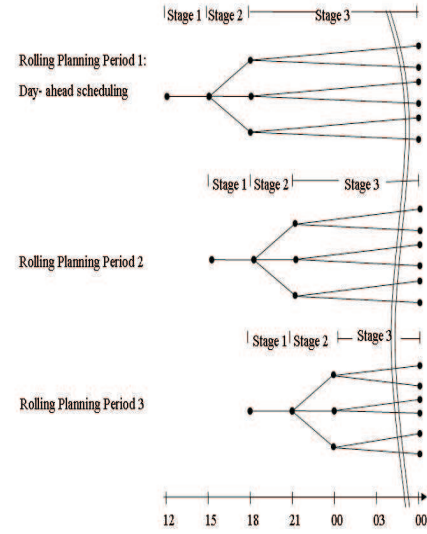 Stage 1 Stage 2 Stage 3
Rolling Planning Period 1:
Day- ahead scheduling
Stage 1 Stage 2 Stage 3
Rolling Planning Period 2
Stage 1 Stage 2 Stage 3
Rolling Planning Period 3
12 15 18 21 00 03 00